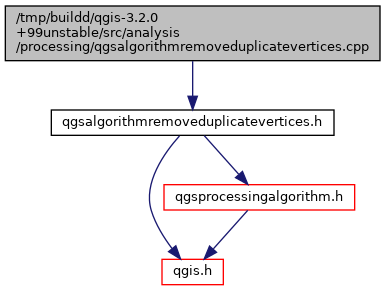 /tmp/buildd/qgis-3.2.0
+99unstable/src/analysis
/processing/qgsalgorithmremoveduplicatevertices.cpp
qgsalgorithmremoveduplicatevertices.h
qgsprocessingalgorithm.h
qgis.h